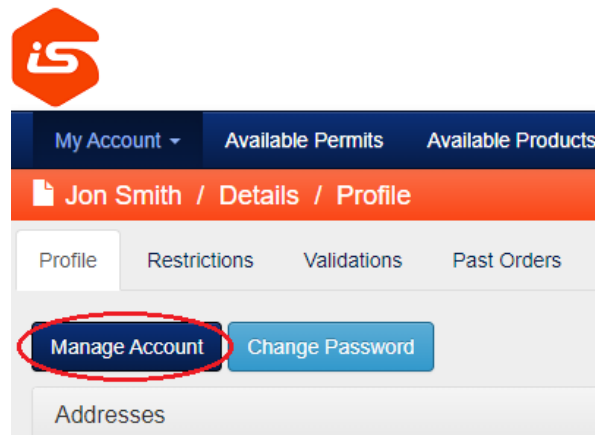 iS
My Account Available Permits Available Products
Jon Smith / Details / Profile
Profile Restrictions Validations Past Orders
Manage Account Change Password
Addresses